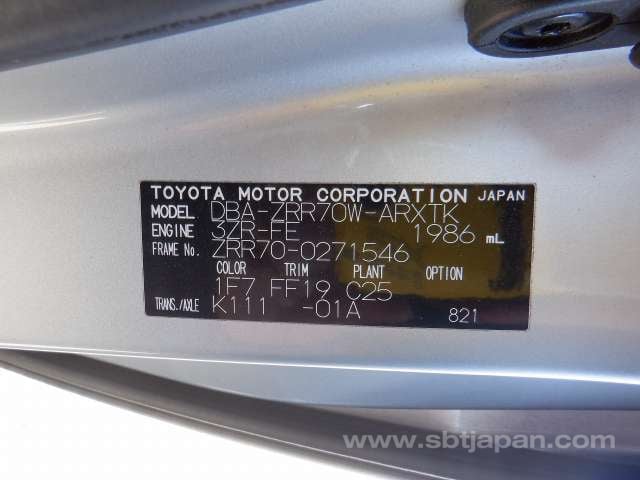 TOYOTA MOTOR CORPORATION JAPAN
MODEL DBA-ZRR70W-ARXTK
ENGINE 3ZR-FE 1986 mL
FRAME No. ZRR70-0271546
COLOR TRIM PLANT OPTION
1F7 FF19 C25
TRANS./AXLE K111 -01A 821
www.sbtjapan.com